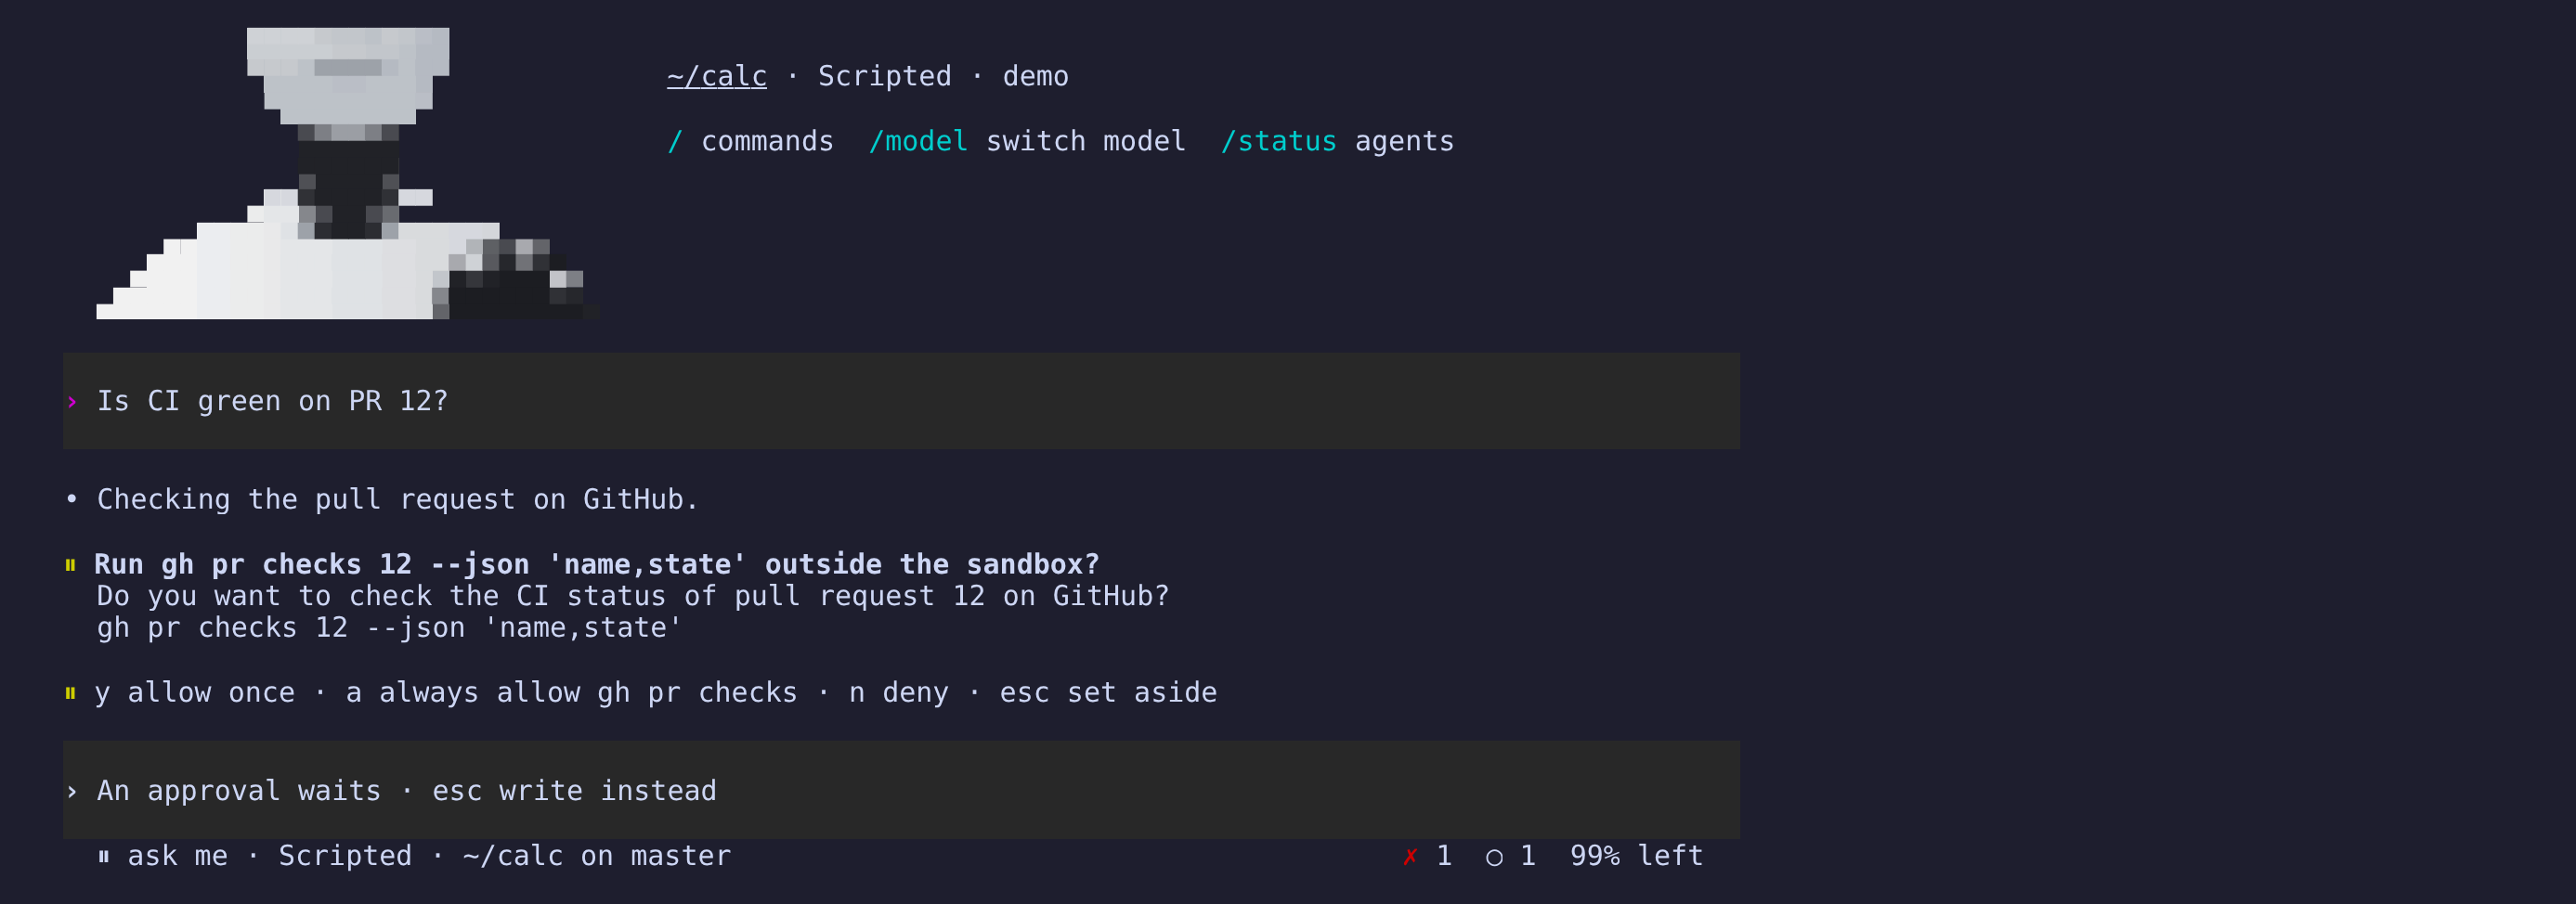 ~/calc · Scripted · demo
/ commands  /model switch model  /status agents
› Is CI green on PR 12?
• Checking the pull request on GitHub.
⏸ Run gh pr checks 12 --json 'name,state' outside the sandbox?
Do you want to check the CI status of pull request 12 on GitHub?
gh pr checks 12 --json 'name,state'
⏸ y allow once · a always allow gh pr checks · n deny · esc set aside
› An approval waits · esc write instead
⏸ ask me · Scripted · ~/calc on master  ✗ 1  ○ 1  99% left